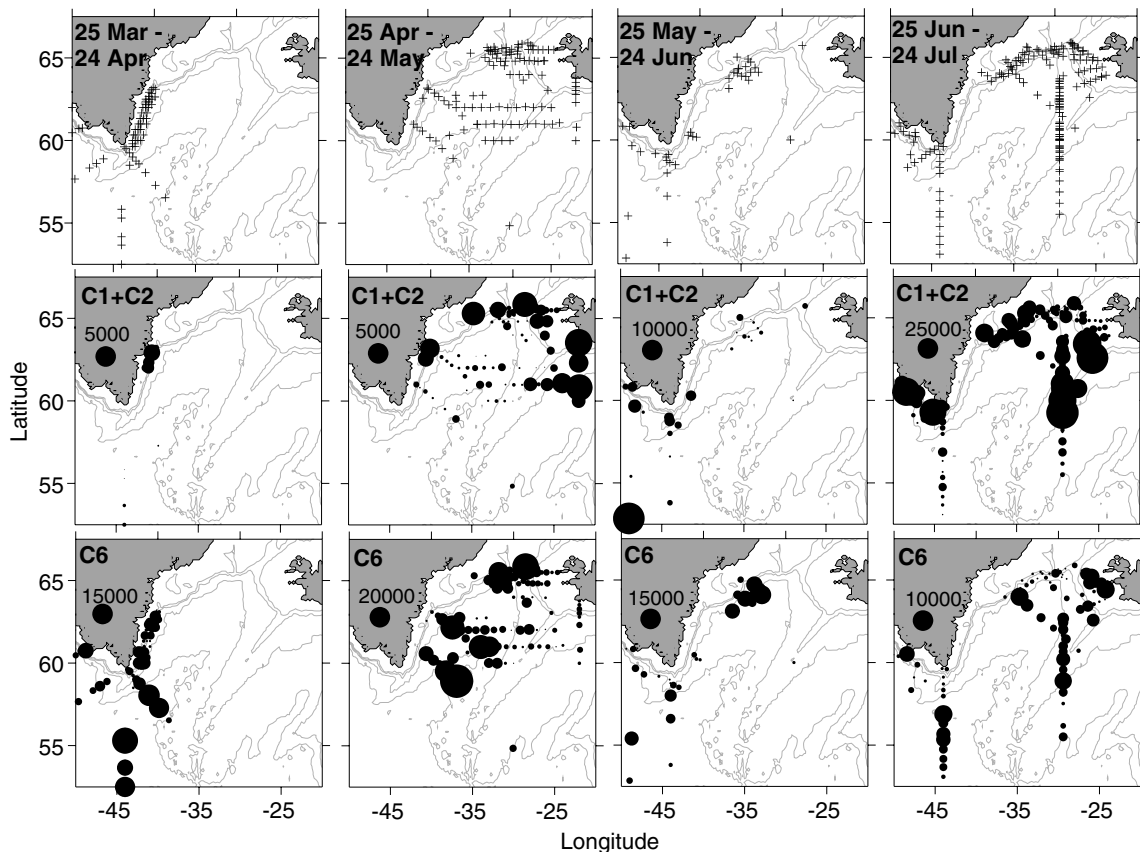 25 Mar - 24 Apr
25 Apr - 24 May
25 May - 24 Jun
25 Jun - 24 Jul
65
60
55
C1+C2
5000
C1+C2
5000
C1+C2
10000
C1+C2
25000
65
60
55
Latitude
C6
15000
C6
20000
C6
15000
C6
10000
65
60
55
-45 -35 -25
-45 -35 -25
-45 -35 -25
-45 -35 -25
Longitude